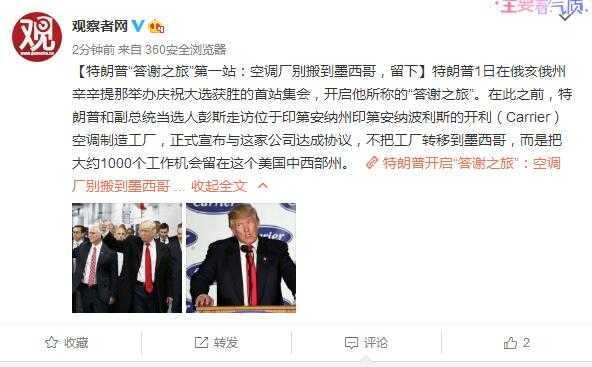 主要看气质
观
观察者网
2分钟前 来自 360安全浏览器
【特朗普“答谢之旅”第一站：空调厂别搬到墨西哥，留下】特朗普1日在俄亥俄州
辛辛提那举办庆祝大选获胜的首站集会，开启他所称的“答谢之旅”。在此之前，特
朗普和副总统当选人彭斯走访位于印第安纳州印第安纳波利斯的开利（Carrier）
空调制造工厂，正式宣布与这家公司达成协议，不把工厂转移到墨西哥，而是把
大约1000个工作机会留在这个美国中西部州。 特朗普开启“答谢之旅”：空调
厂别搬到墨西哥 ... 收起全文
Carrier
收藏 转发 评论 2